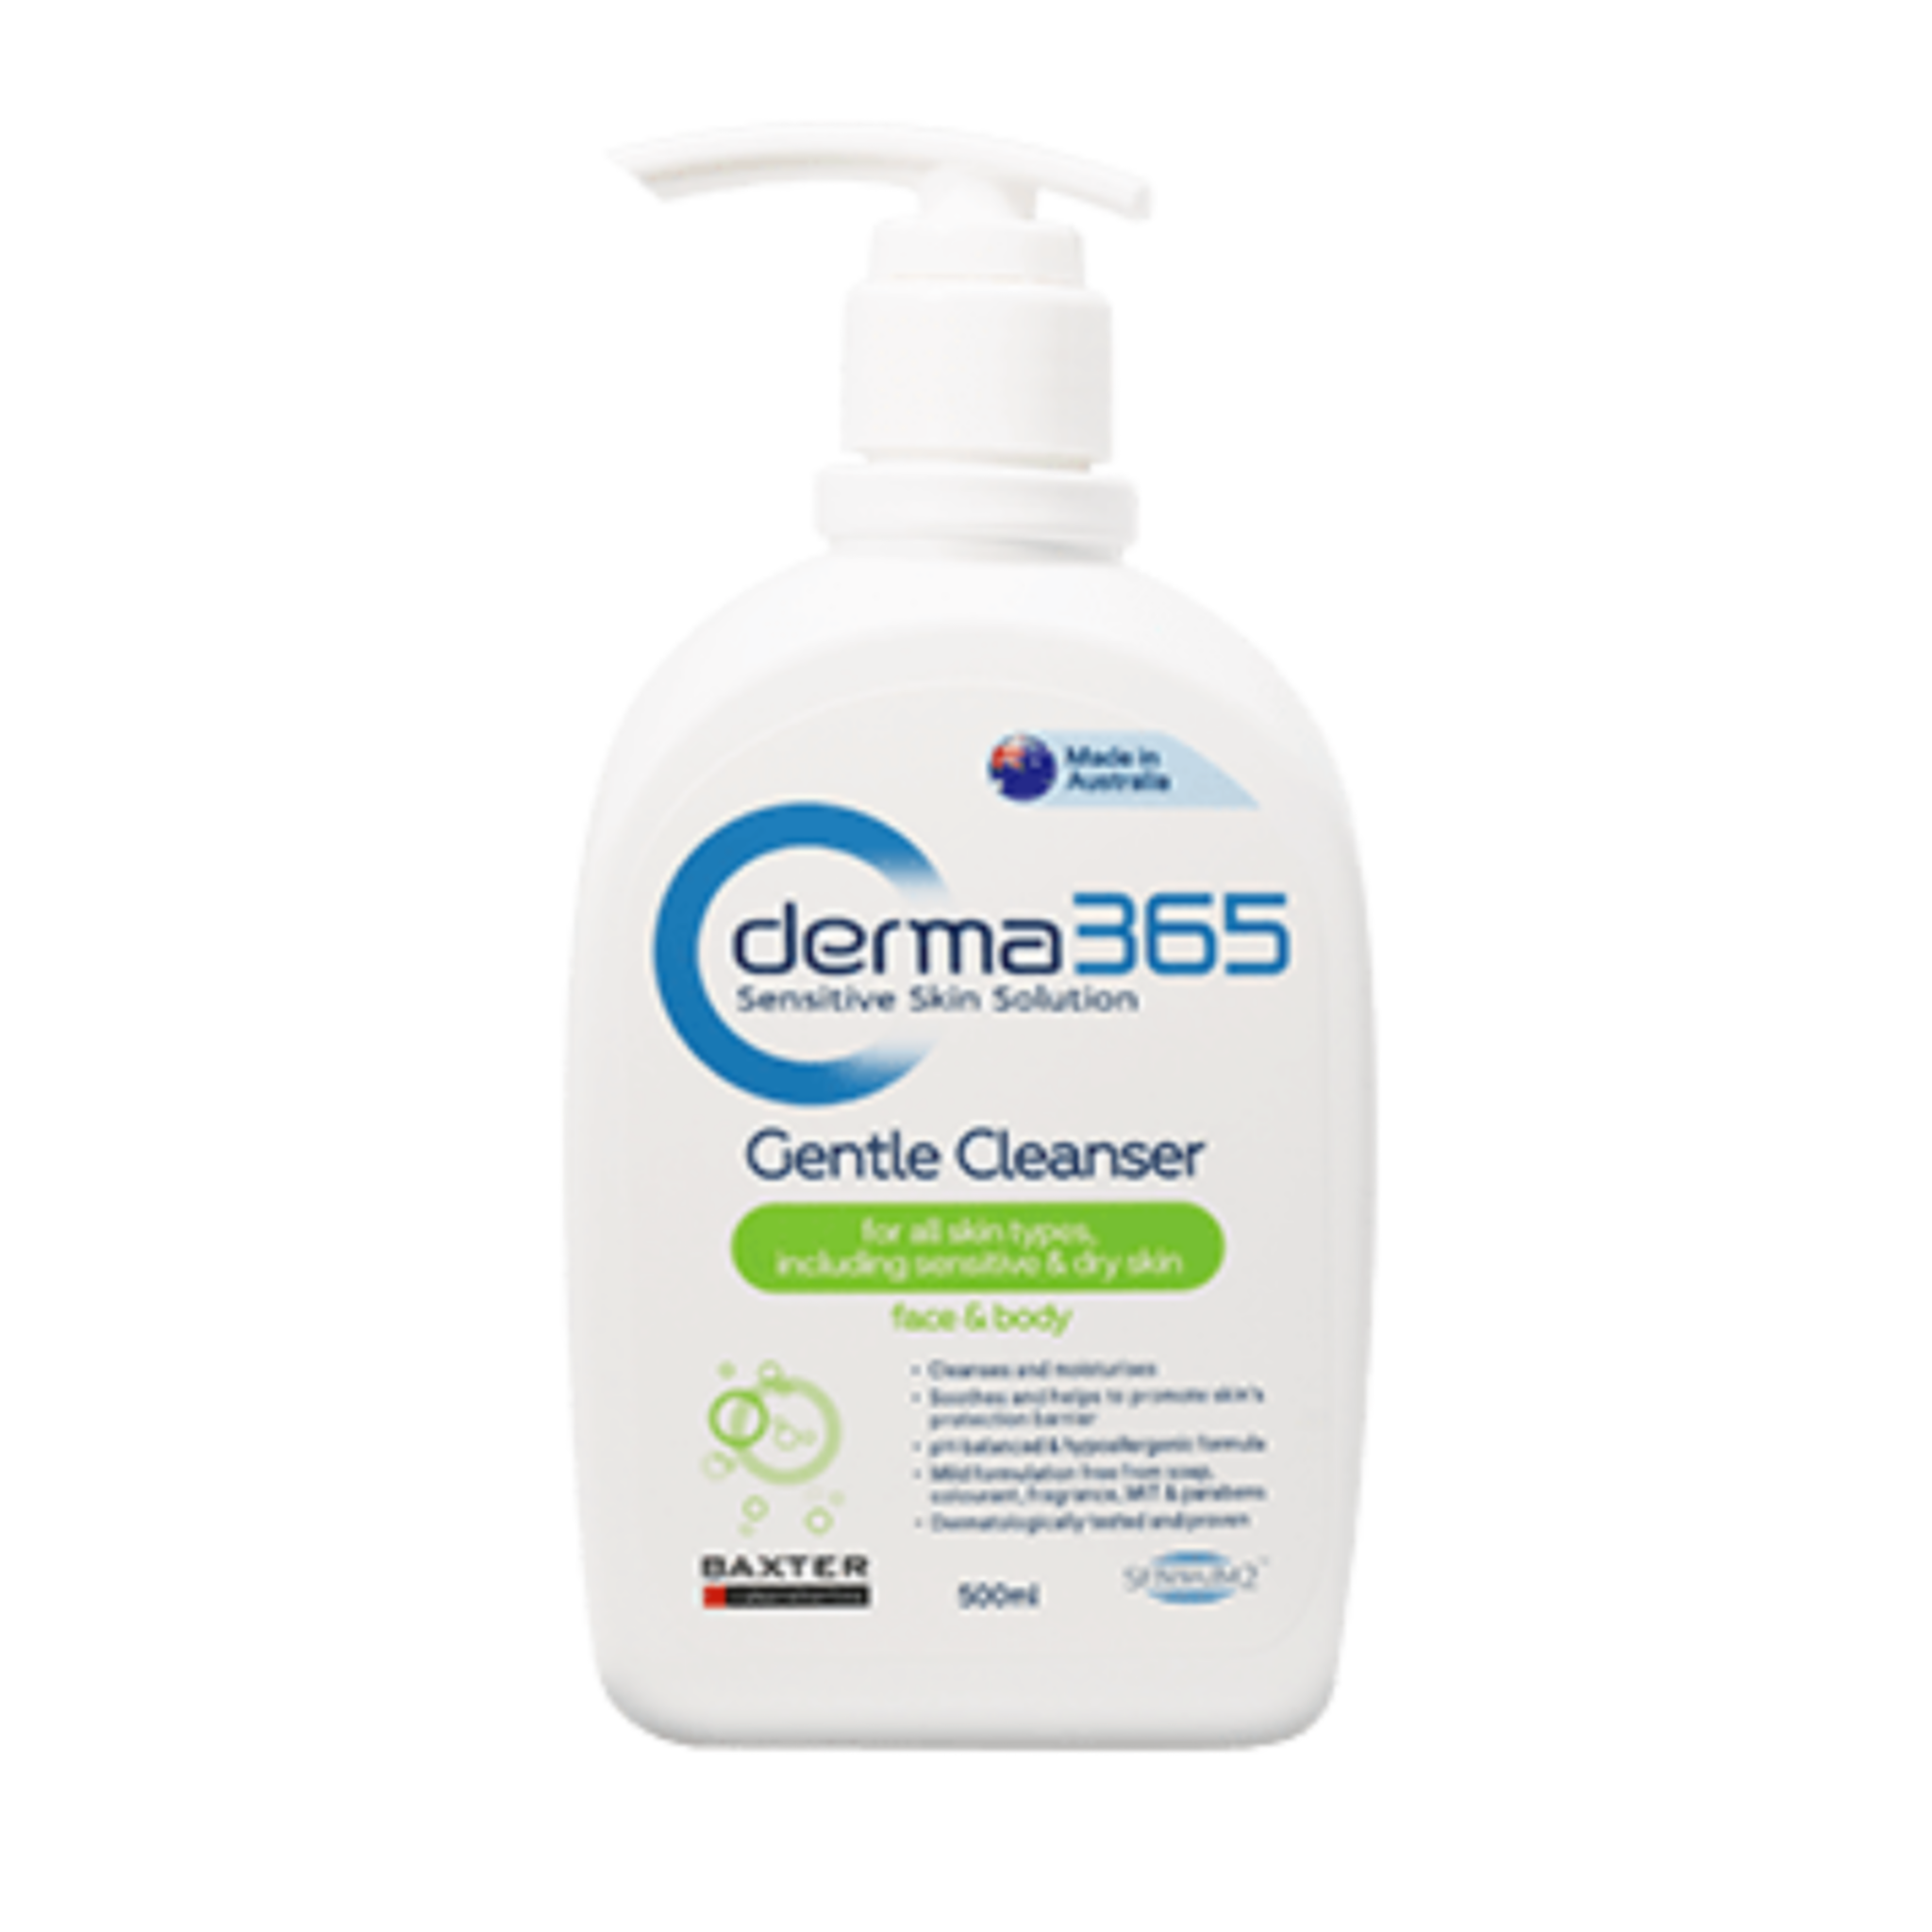 Made in
Australia
derma365
Sensitive Skin Solution
Gentle Cleanser
for all skin types,
including sensitive & dry skin
face & body
• Cleanses and moisturises
• Soothes and helps to promote skin's
protection barrier
• pH balanced & hypoallergenic formula
• Mild formulation free from soap,
colourant, fragrance, MIT & parabens
• Dermatologically tested and proven
BAXTER
500ml